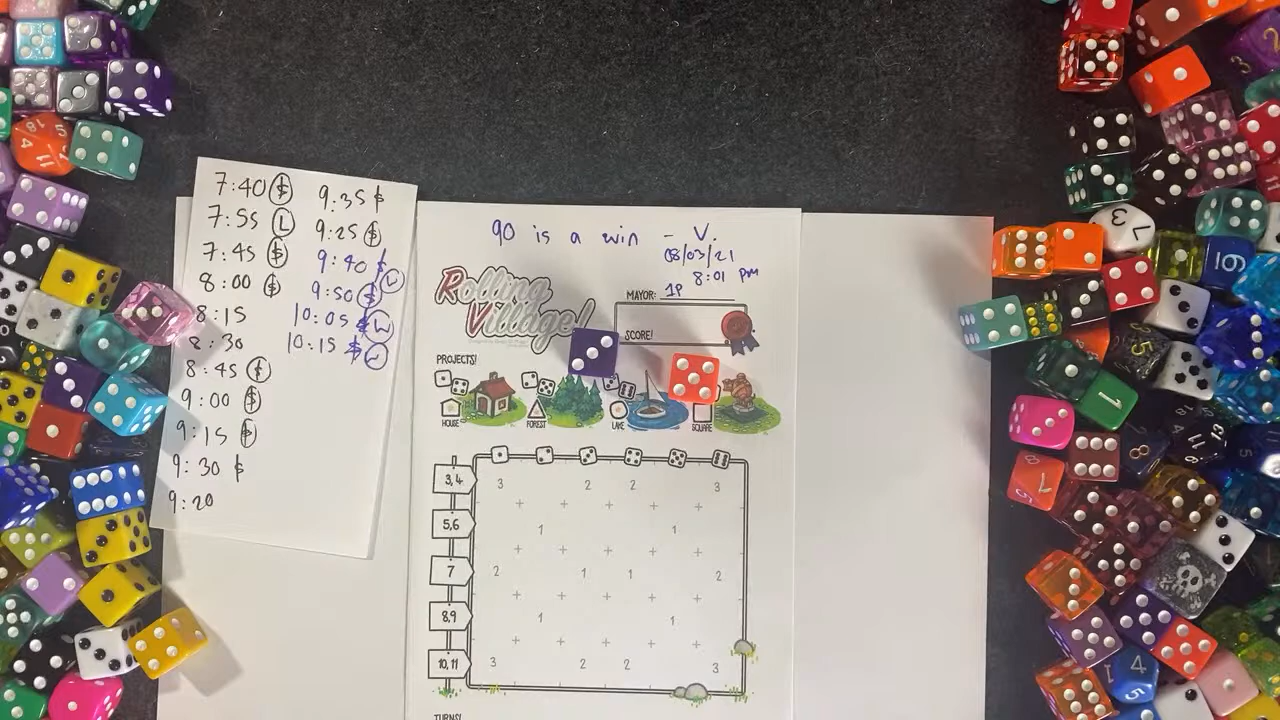 7:40 $
7:55 L
7:45 $
8:00 $
8:15
8:30
8:45 $
9:00 $
9:15 $
9:30 $
9:20
9:35 $
9:25 $
9:40 $
9:50 $
10:05 $
10:15 $
90 is a win - V.
08/03/21
8:01 pm
Rolling
Village!
MAYOR: 1P
SCORE!
PROJECTS!
HOUSE FOREST LAKE SQUARE
3,4 3 2 2 3
5,6 1 1
7 2 1 1 2
8,9 1 1
10,11 3 2 2 3
TURNS!